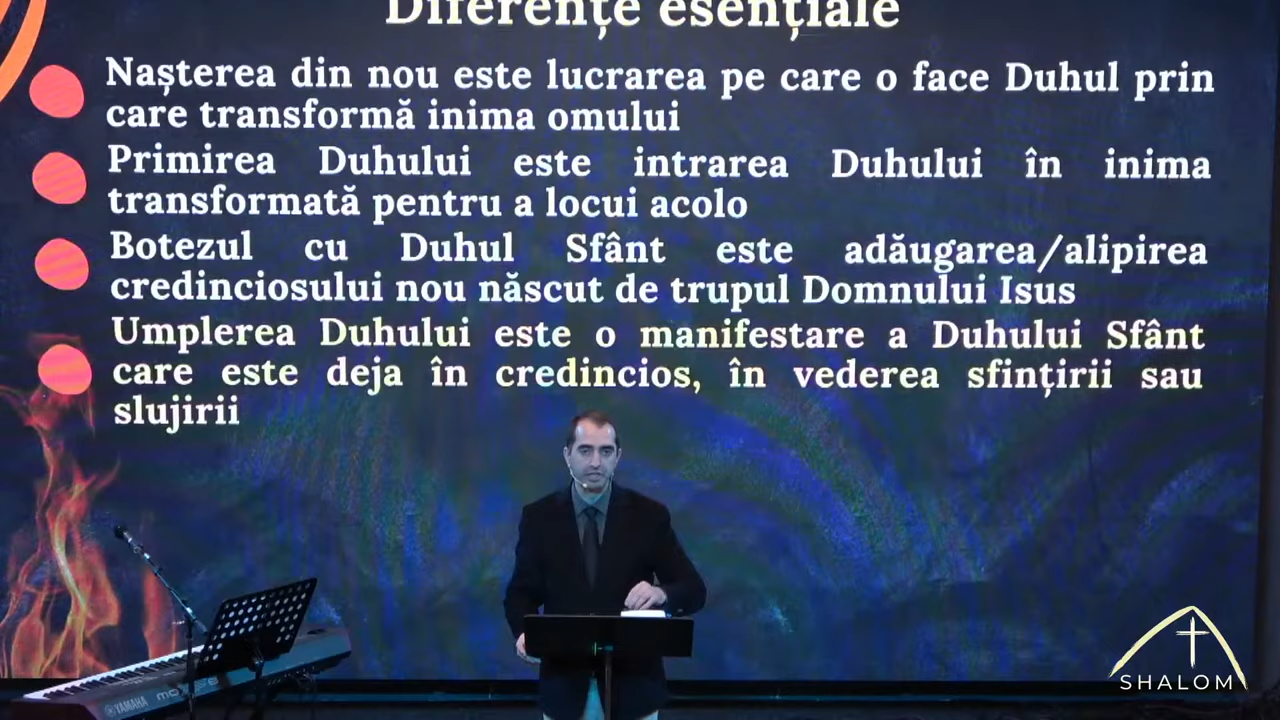 Diferențe esențiale
Nașterea din nou este lucrarea pe care o face Duhul prin
care transformă inima omului
Primirea Duhului este intrarea Duhului în inima
transformată pentru a locui acolo
Botezul cu Duhul Sfânt este adăugarea/alipirea
credinciosului nou născut de trupul Domnului Isus
Umplerea Duhului este o manifestare a Duhului Sfânt
care este deja în credincios, în vederea sfințirii sau
slujirii
YAMAHA
SHALOM